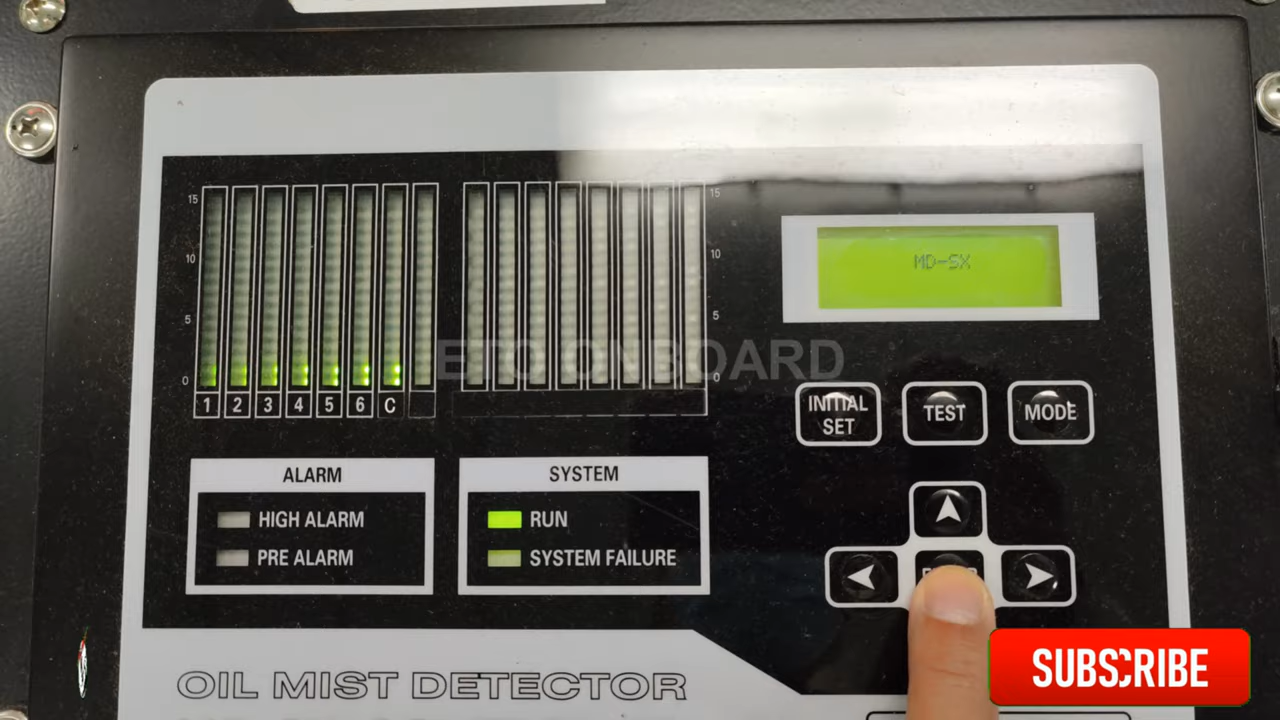 15
15
10
10
5
5
0
0
1 2 3 4 5 6 C
MD-SX
ETO ONBOARD
INITIAL SET
TEST
MODE
ALARM
HIGH ALARM
PRE ALARM
SYSTEM
RUN
SYSTEM FAILURE
SUBSCRIBE
OIL MIST DETECTOR